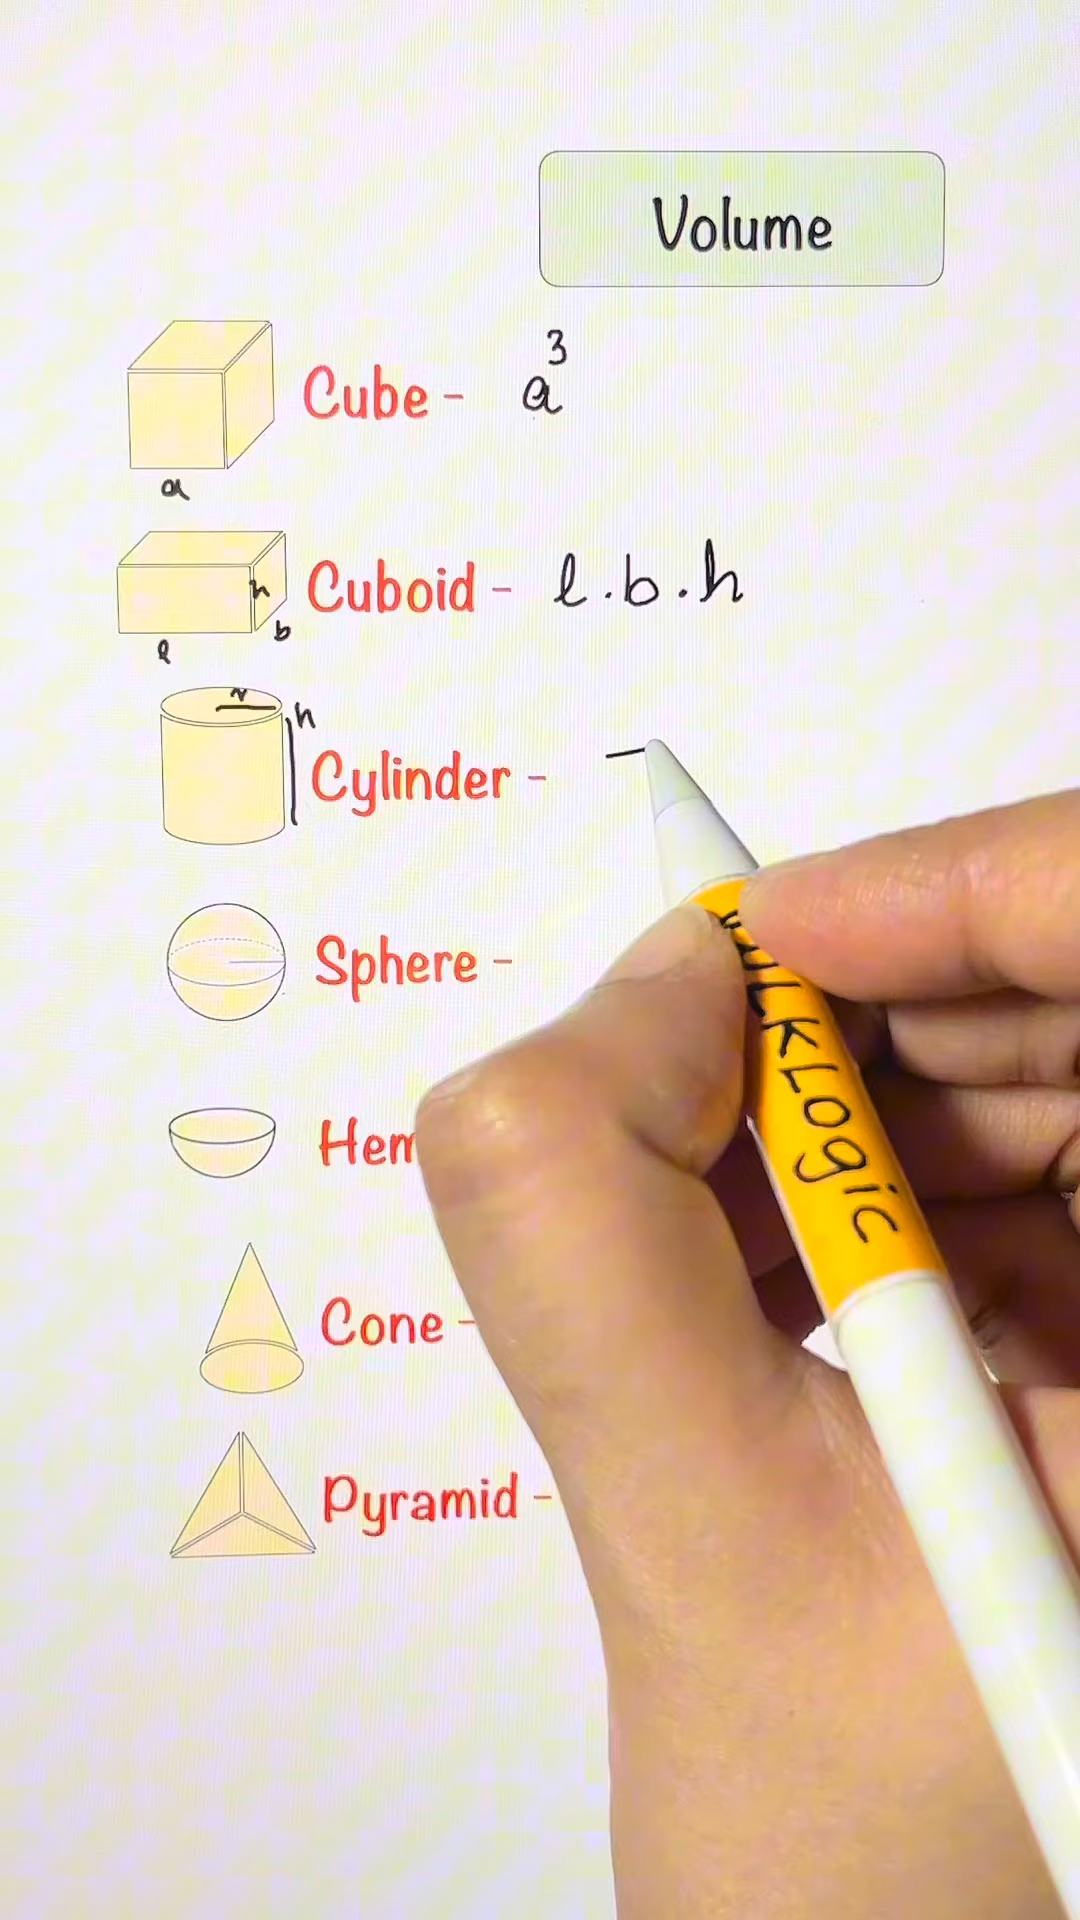 Volume
Cube - a³
a
Cuboid - l.b.h
h
b
l
r
h
Cylinder -
Sphere -
Cone -
Pyramid -